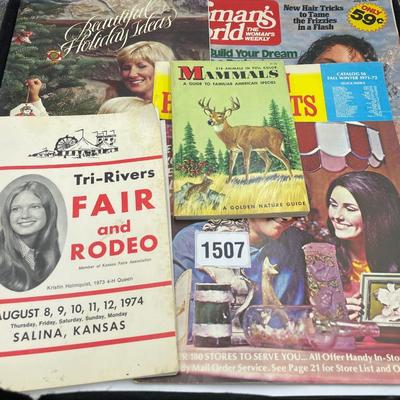 Beautiful
Holiday Ideas
man's
rld
THE WOMAN'S
WEEKLY
Build Your Dream
New Hair Tricks
to Tame
the Frizzies
in a Flash
ONLY
59¢
CATALOG
FALL WINTER 1971-72
218 ANIMALS IN FULL COLOR
MAMMALS
A GUIDE TO FAMILIAR AMERICAN SPECIES
A GOLDEN NATURE GUIDE
TS
1507
Tri-Rivers
FAIR
and
RODEO
Member of Kansas Fairs Association
Kristin Holmquist, 1973 4-H Queen
AUGUST 8, 9, 10, 11, 12, 1974
Thursday, Friday, Saturday, Sunday, Monday
SALINA, KANSAS
R 180 STORES TO SERVE YOU... All Offer Handy In-Sto
ly Mail Order Service. See Page 21 for Store List and O